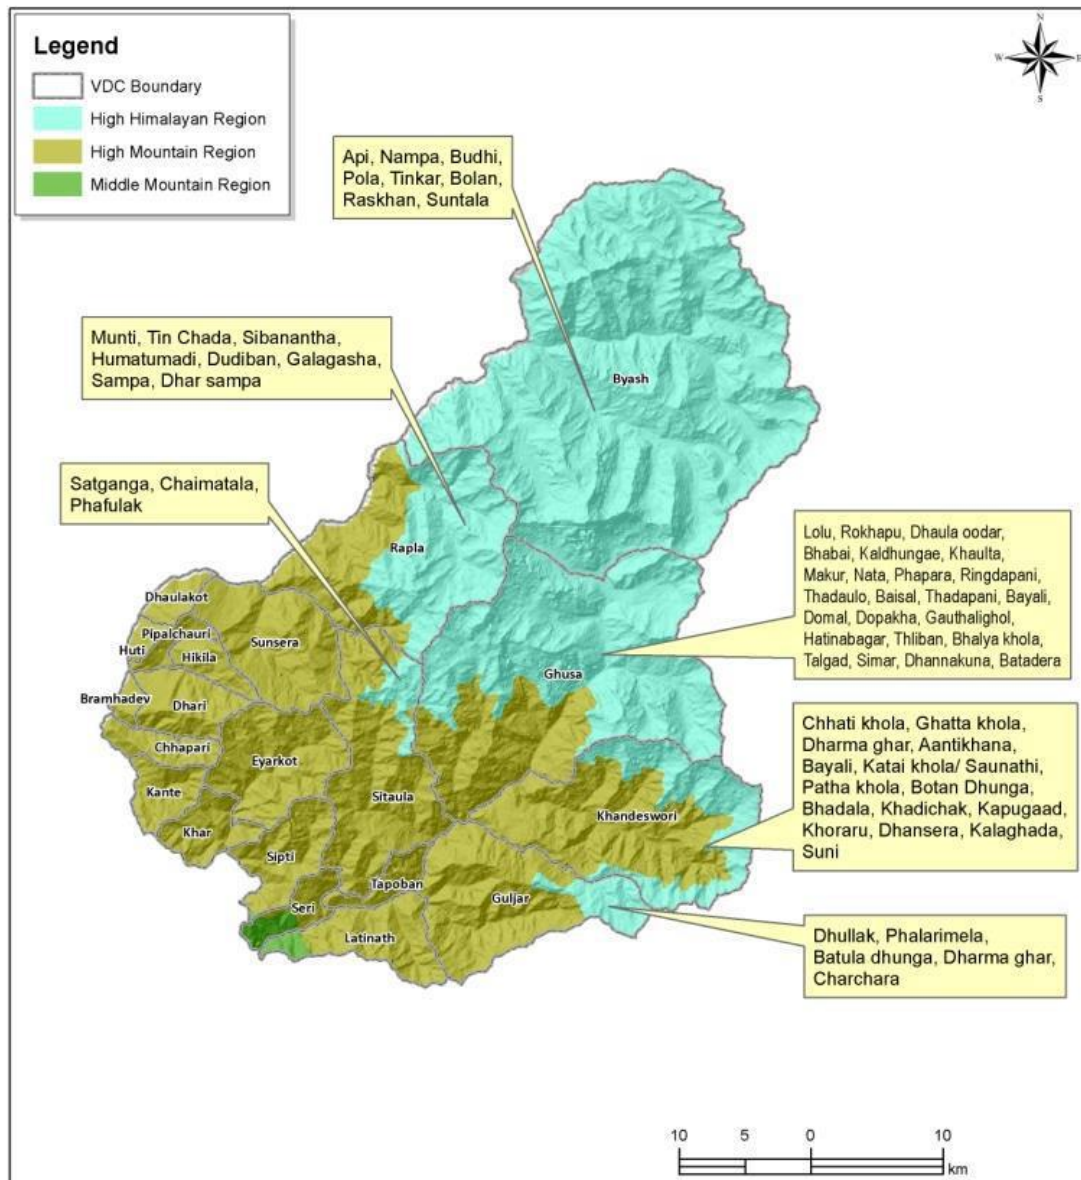 Legend
VDC Boundary
High Himalayan Region
High Mountain Region
Middle Mountain Region
N
W
E
S
Api, Nampa, Budhi,
Pola, Tinkar, Bolan,
Raskhan, Suntala
Munti, Tin Chada, Sibanantha,
Humatumadi, Dudiban, Galagasha,
Sampa, Dhar sampa
Satganga, Chaimatala,
Phafulak
Lolu, Rokhapu, Dhaula oodar,
Bhabai, Kaldhungae, Khaulta,
Makur, Nata, Phapara, Ringdapani,
Thadaulo, Baisal, Thadapani, Bayali,
Domal, Dopakha, Gauthalighol,
Hatinabagar, Thliban, Bhalya khola,
Talgad, Simar, Dhannakuna, Batadera
Chhati khola, Ghatta khola,
Dharma ghar, Aantikhana,
Bayali, Katai khola/ Saunathi,
Patha khola, Botan Dhunga,
Bhadala, Khadichak, Kapugaad,
Khoraru, Dhansera, Kalaghada,
Suni
Dhullak, Phalarimela,
Batula dhunga, Dharma ghar,
Charchara
Byash
Rapla
Dhaulakot
Pipalchauri
Sunsera
Huti
Hikila
Ghusa
Bramhadev
Dhari
Chhapari
Eyarkot
Kante
Sitaula
Khandeswori
Khar
Sipti
Tapoban
Guljar
Seri
Latinath
10 5 0 10
km